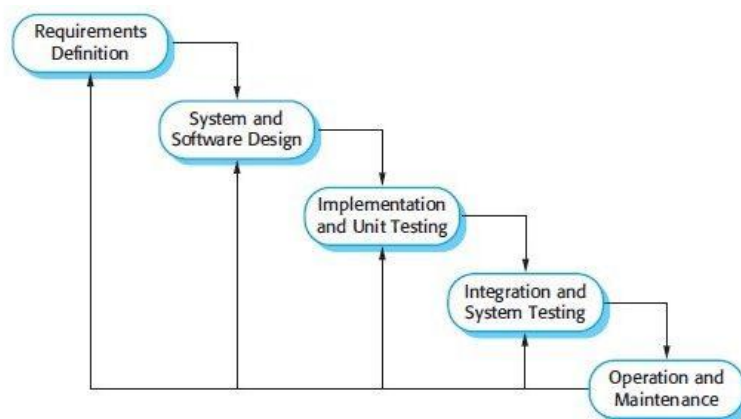 Requirements
Definition
System and
Software Design
Implementation
and Unit Testing
Integration and
System Testing
Operation and
Maintenance